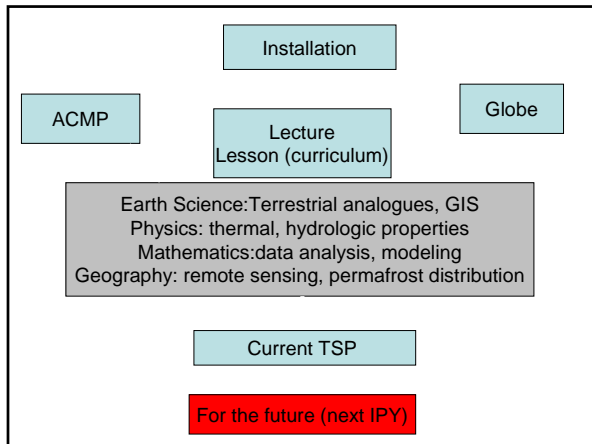 Installation
ACMP
Globe
Lecture
Lesson (curriculum)
Earth Science:Terrestrial analogues, GIS
Physics: thermal, hydrologic properties
Mathematics:data analysis, modeling
Geography: remote sensing, permafrost distribution
Current TSP
For the future (next IPY)